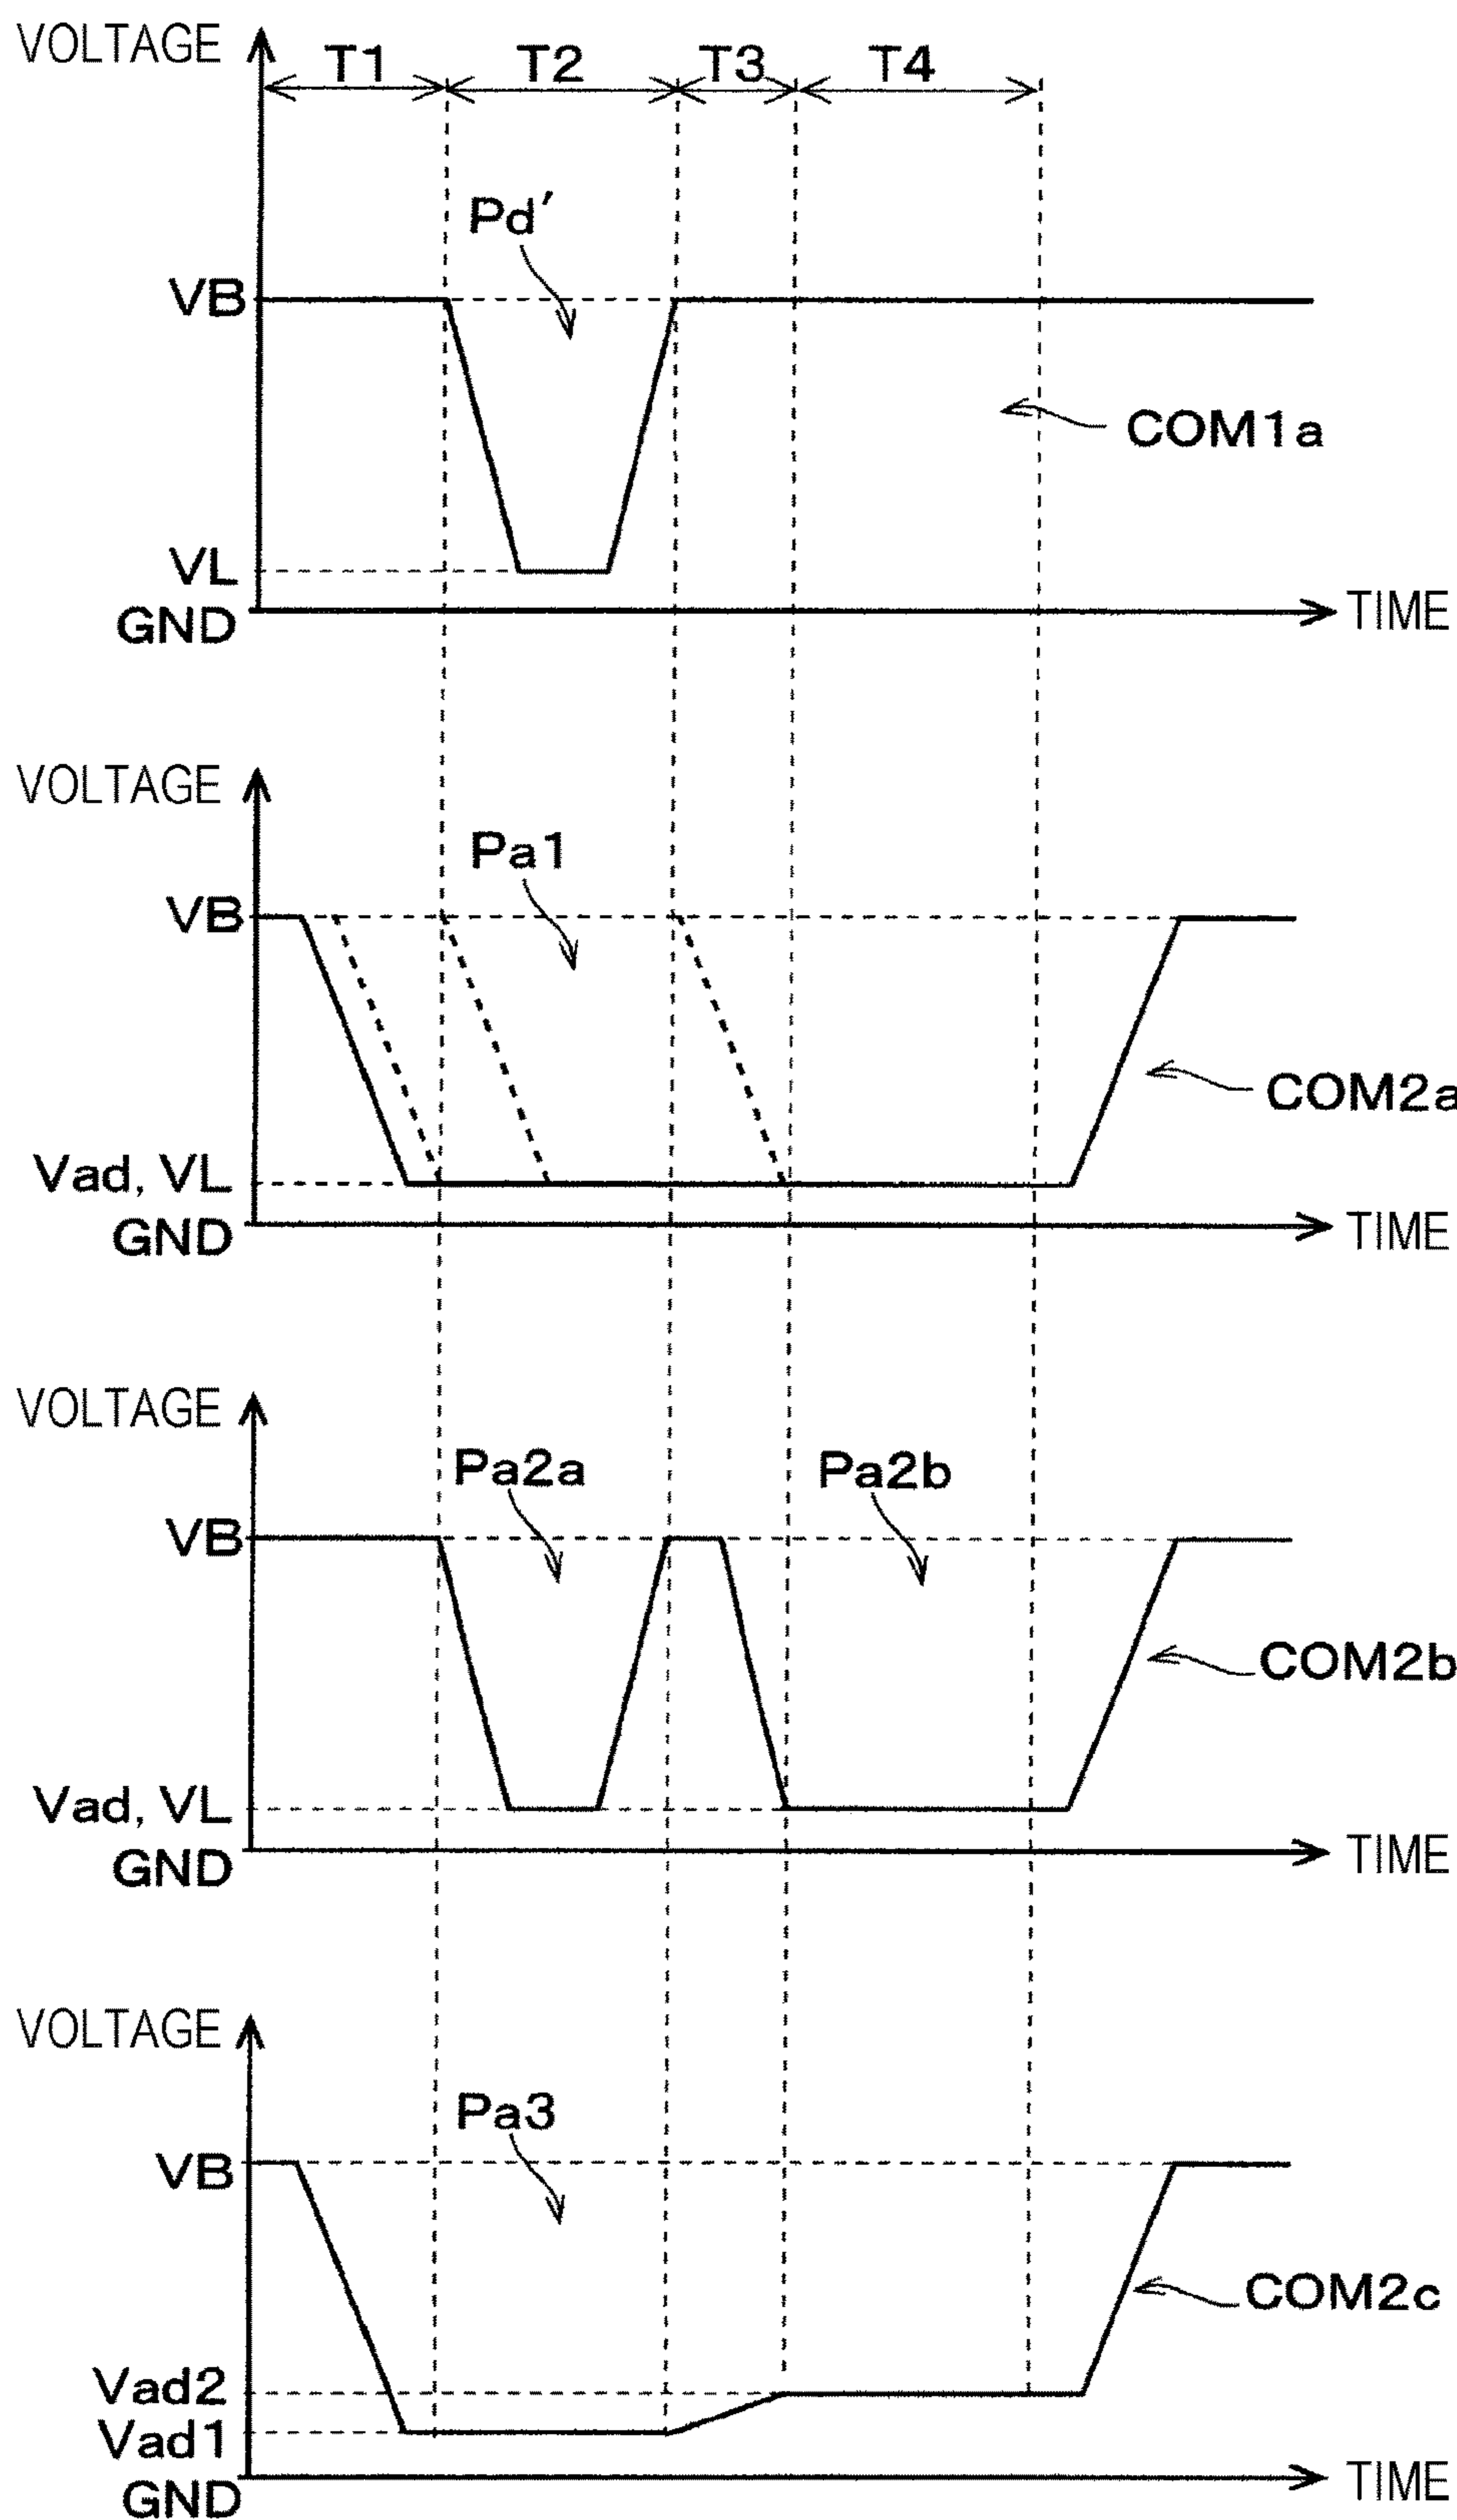 VOLTAGE
T1 T2 T3 T4
Pd′
VB
COM1a
VL
GND
TIME
VOLTAGE
Pa1
VB
COM2a
Vad, VL
GND
TIME
VOLTAGE
Pa2a Pa2b
VB
COM2b
Vad, VL
GND
TIME
VOLTAGE
Pa3
VB
COM2c
Vad2
Vad1
GND
TIME